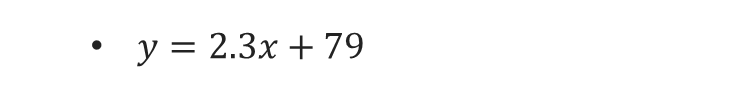 • y = 2.3x + 79